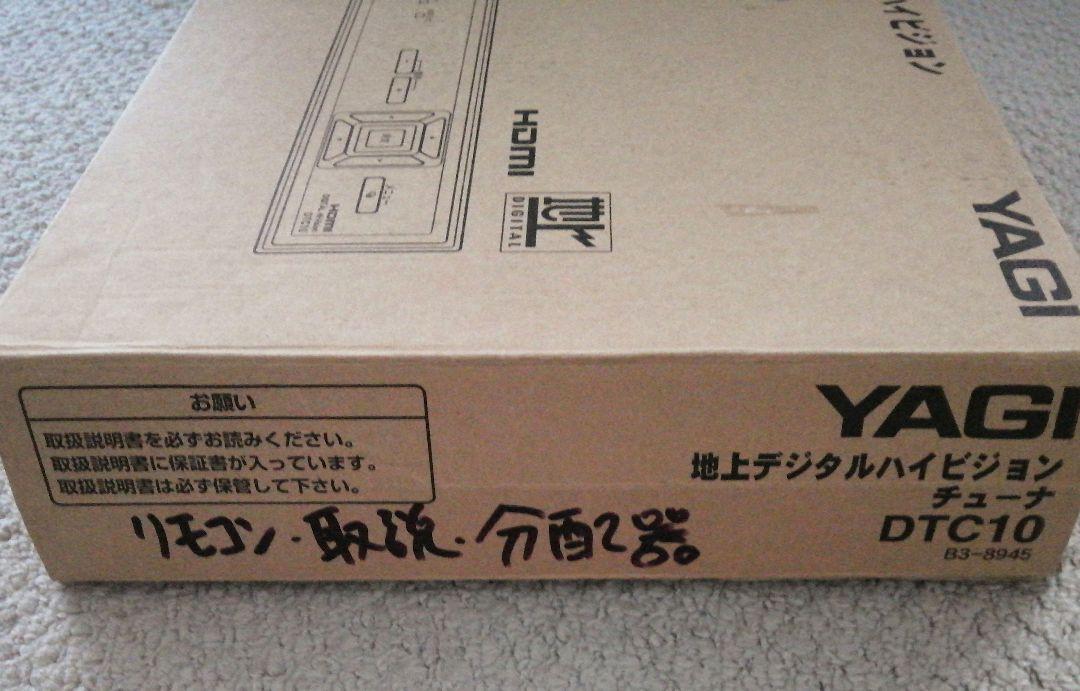 ハイビジョン
HDMI
DIGITAL
YAGI
お願い
取扱説明書を必ずお読みください。
取扱説明書に保証書が入っています。
取扱説明書は必ず保管して下さい。
YAGI
地上デジタルハイビジョン
チューナ
DTC10
B3-8945
リモコン・取説・分配器